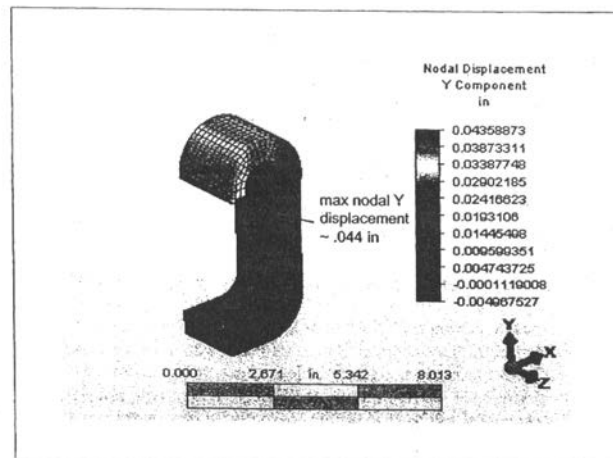 Nodal Displacement
Y Component
in
0.04358873
0.03873311
0.03387748
0.02902185
0.02416623
0.0193106
0.01445498
0.009599351
0.004743725
-0.0001119008
-0.004967527
max nodal Y
displacement
~ .044 in
0.000 2.671 in 5.342 8.013
Y
X
Z